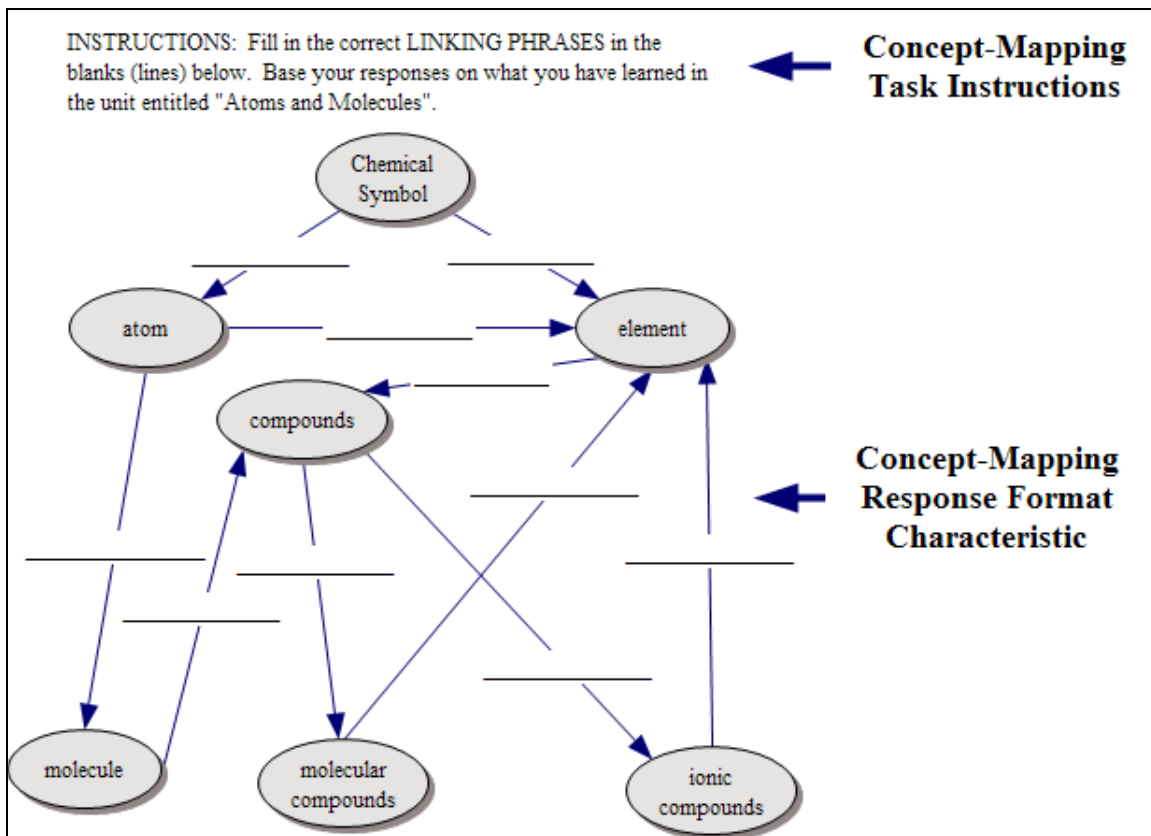 INSTRUCTIONS:  Fill in the correct LINKING PHRASES in the
blanks (lines) below.  Base your responses on what you have learned in
the unit entitled "Atoms and Molecules".
Concept-Mapping
Task Instructions
Chemical
Symbol
atom
element
compounds
Concept-Mapping
Response Format
Characteristic
molecule
molecular
compounds
ionic
compounds